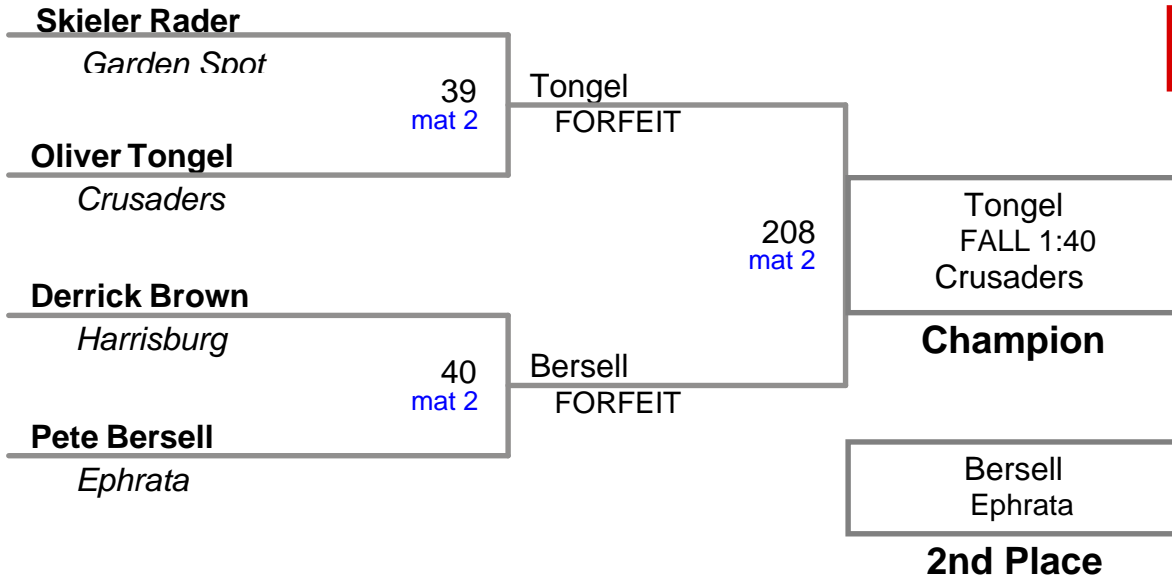 Skieler Rader
Garden Spot
39
mat 2
Tongel
FORFEIT
Oliver Tongel
Crusaders
208
mat 2
Tongel
FALL 1:40
Crusaders
Champion
Derrick Brown
Harrisburg
40
mat 2
Bersell
FORFEIT
Pete Bersell
Ephrata
Bersell
Ephrata
2nd Place